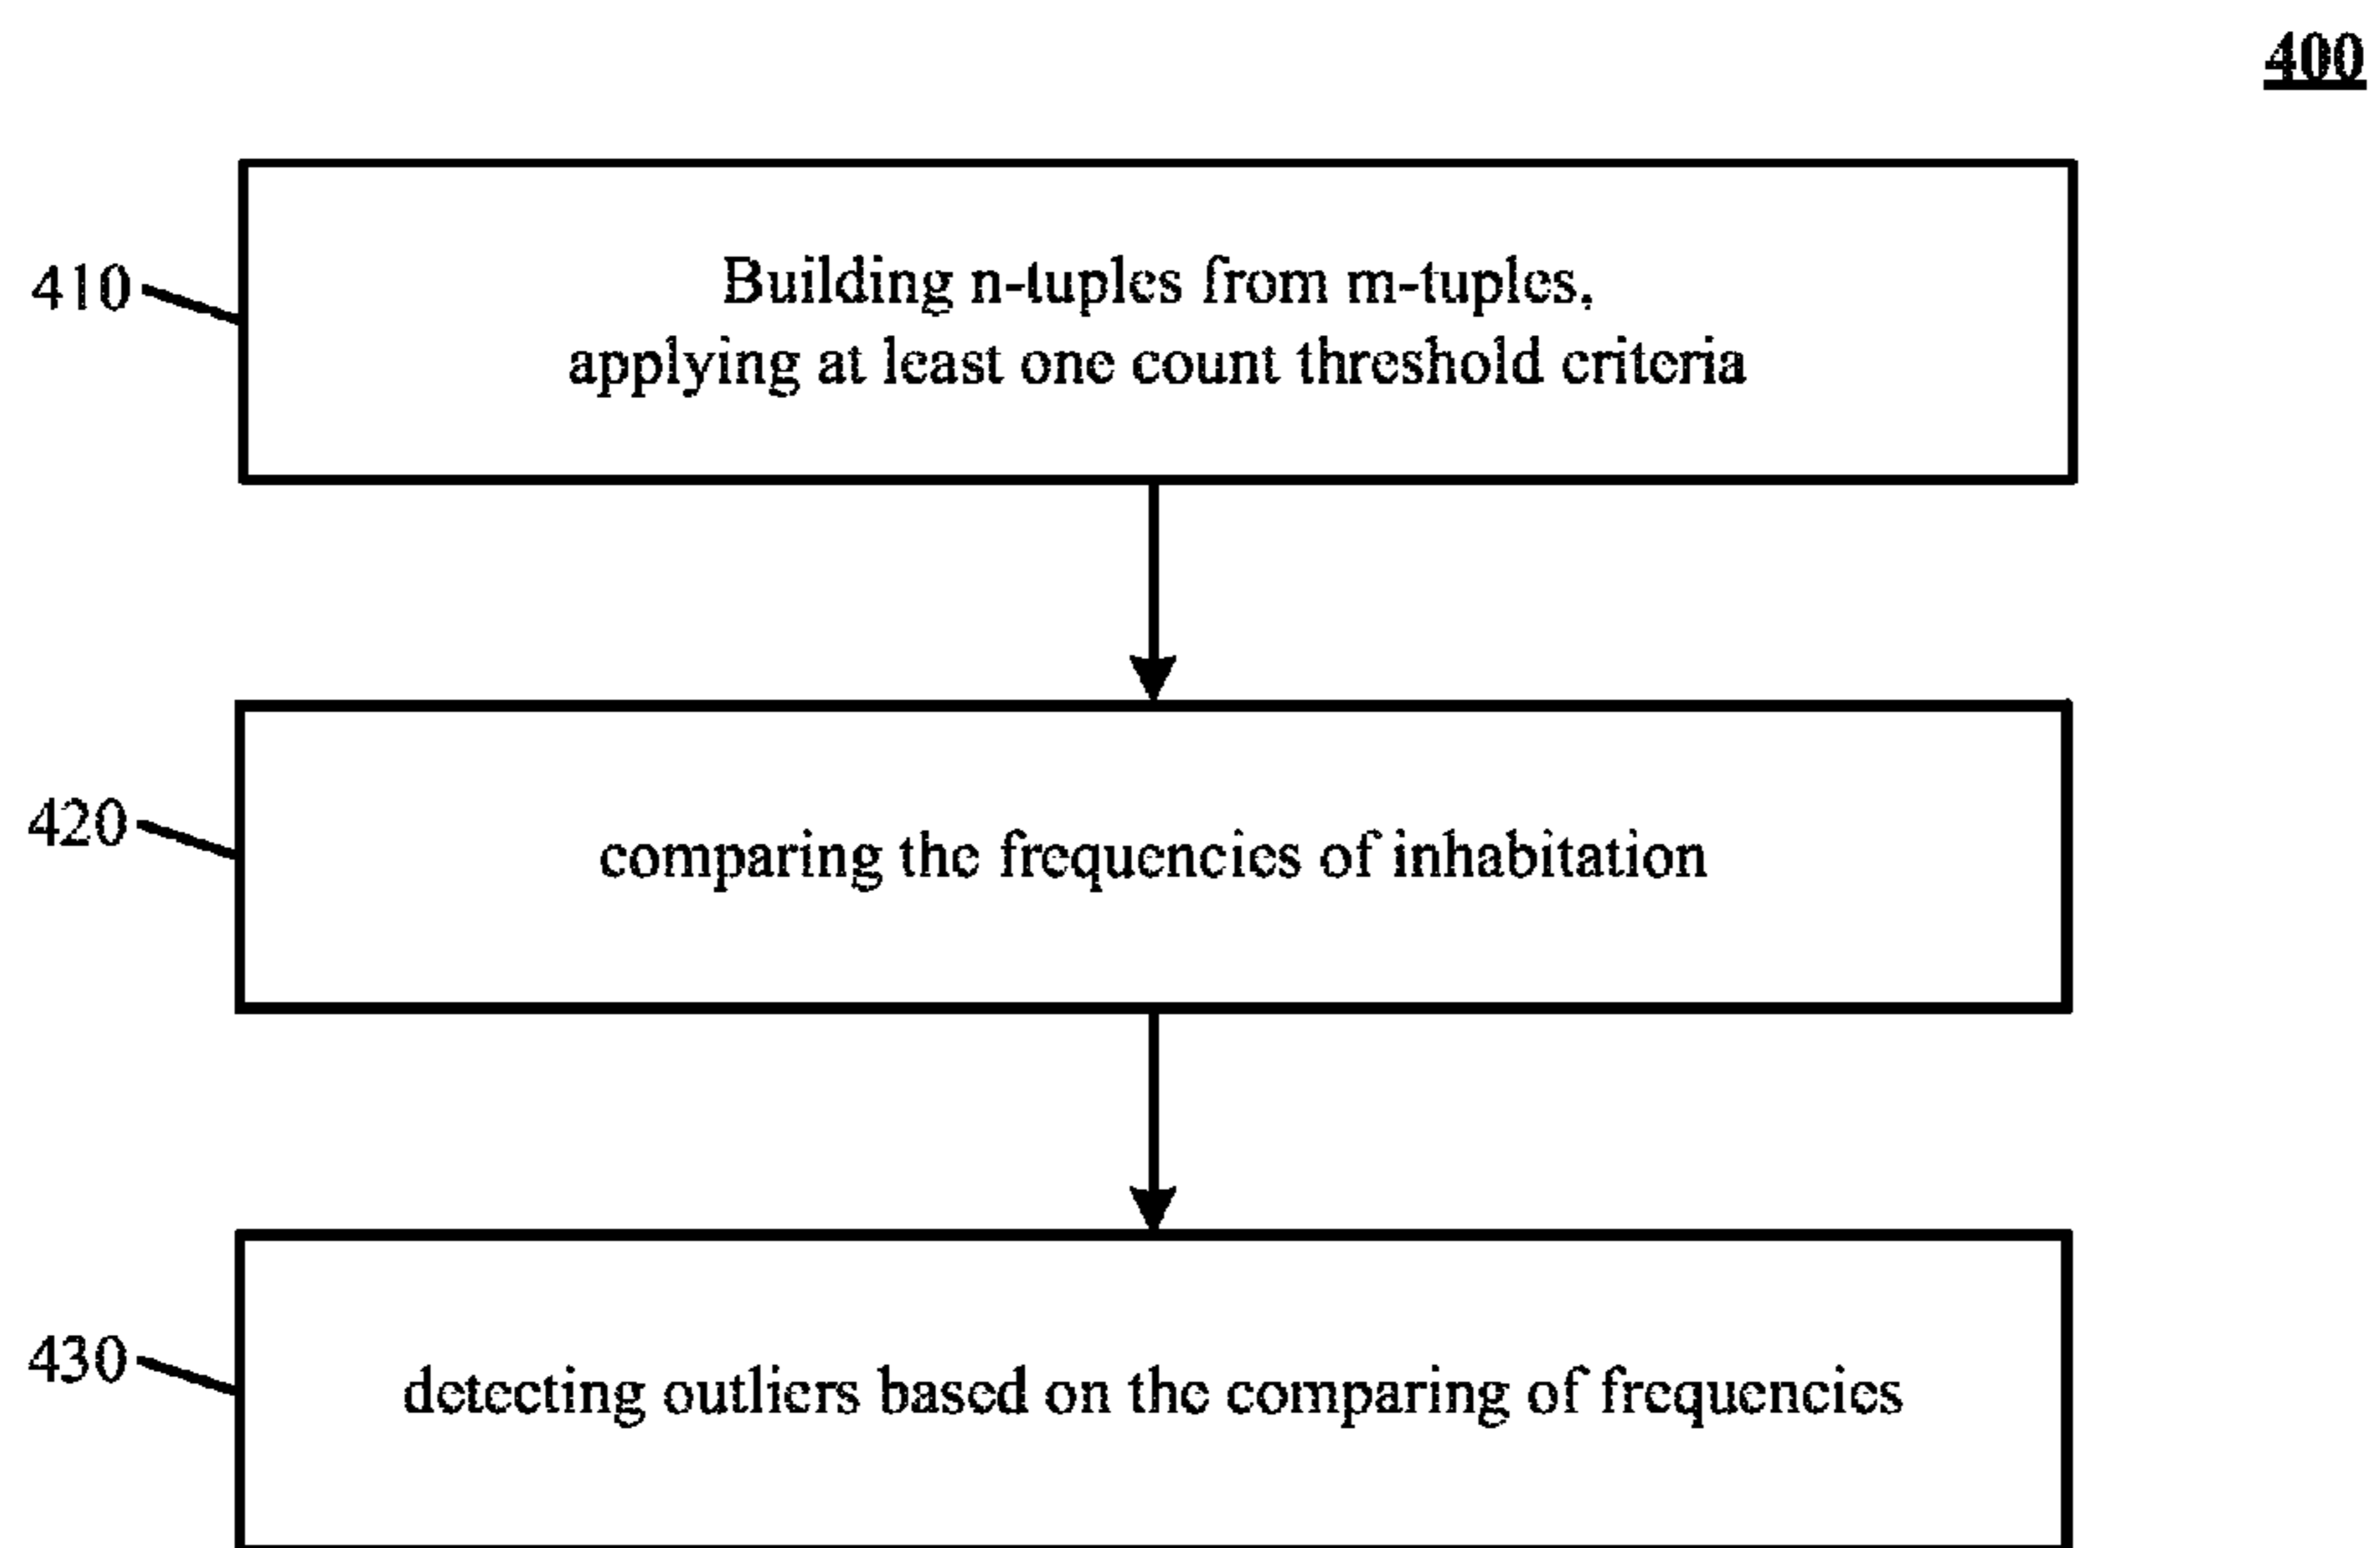 400
410
Building n-tuples from m-tuples,
applying at least one count threshold criteria
420
comparing the frequencies of inhabitation
430
detecting outliers based on the comparing of frequencies